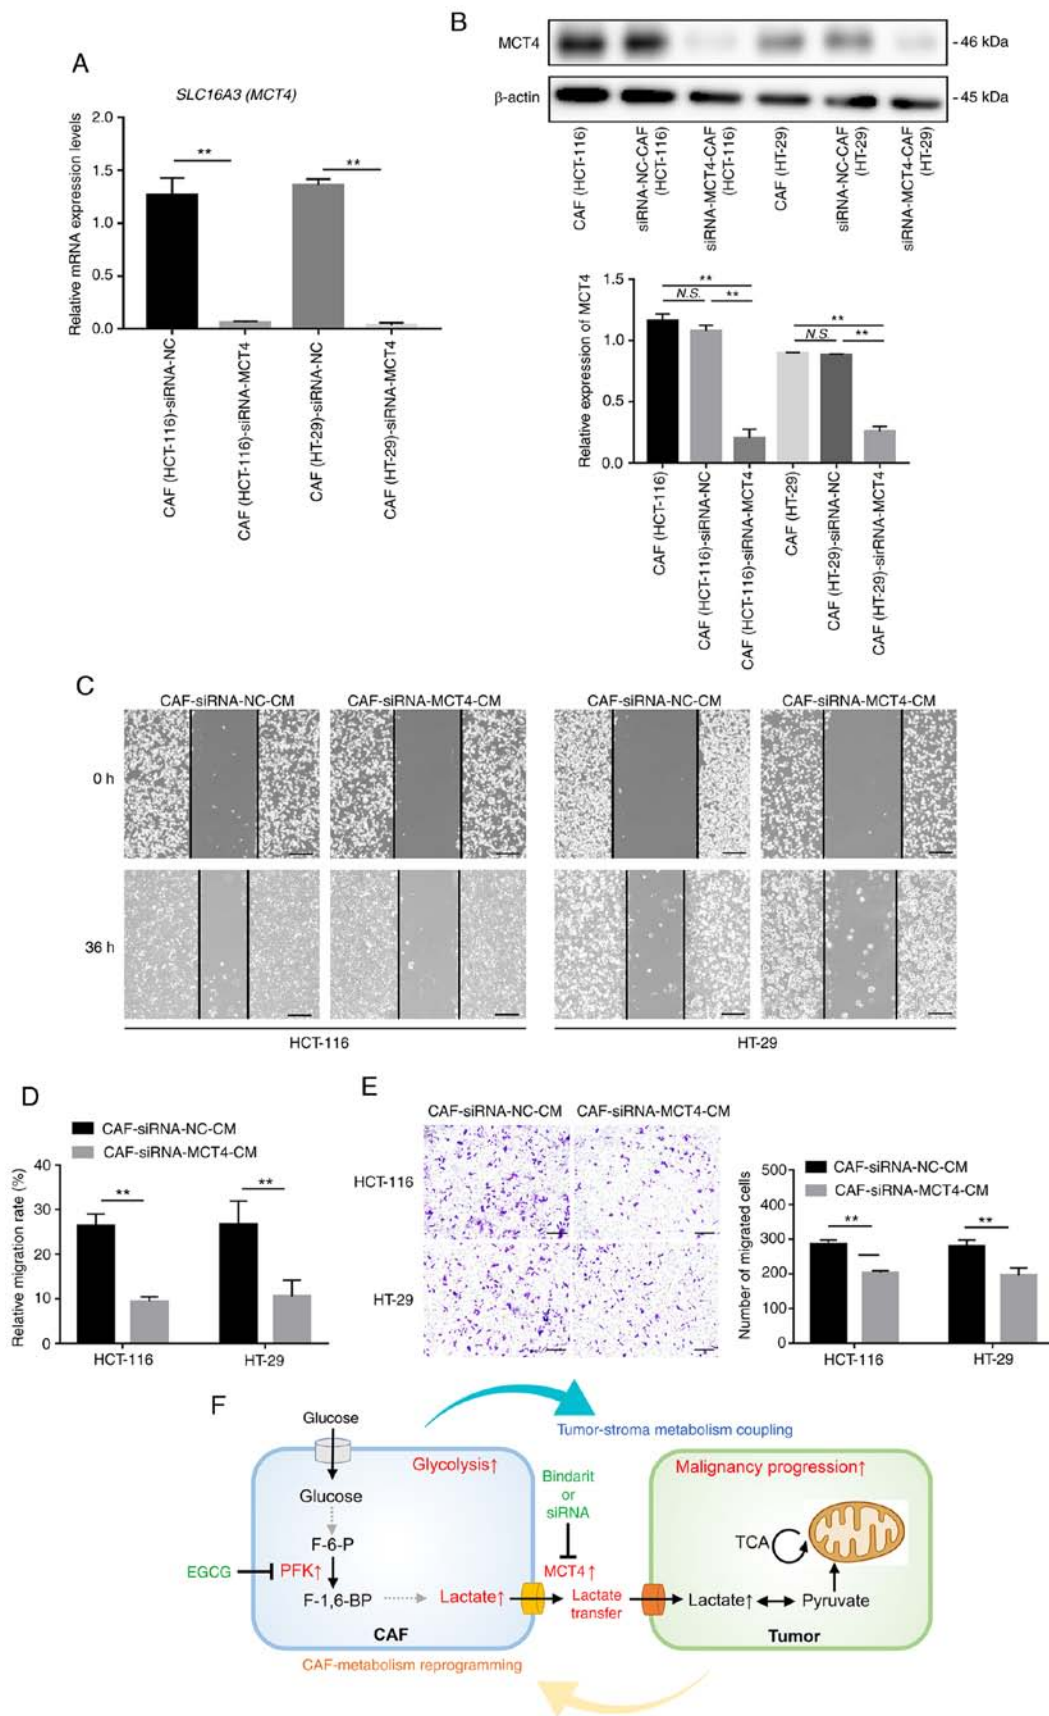 A
SLC16A3 (MCT4)
Relative mRNA expression levels
2.0
1.5
1.0
0.5
0.0
**
**
CAF (HCT-116)-siRNA-NC
CAF (HCT-116)-siRNA-MCT4
CAF (HT-29)-siRNA-NC
CAF (HT-29)-siRNA-MCT4
B
MCT4
- 46 kDa
β-actin
- 45 kDa
CAF (HCT-116)
siRNA-NC-CAF
(HCT-116)
siRNA-MCT4-CAF
(HCT-116)
CAF (HT-29)
siRNA-NC-CAF
(HT-29)
siRNA-MCT4-CAF
(HT-29)
Relative expression of MCT4
1.5
1.0
0.5
0.0
**
N.S.
**
**
N.S.
**
CAF (HCT-116)
CAF (HCT-116)-siRNA-NC
CAF (HCT-116)-siRNA-MCT4
CAF (HT-29)
CAF (HT-29)-siRNA-NC
CAF (HT-29)-sirRNA-MCT4
C
CAF-siRNA-NC-CM
CAF-siRNA-MCT4-CM
CAF-siRNA-NC-CM
CAF-siRNA-MCT4-CM
0 h
36 h
HCT-116
HT-29
D
CAF-siRNA-NC-CM
CAF-siRNA-MCT4-CM
Relative migration rate (%)
40
30
20
10
0
**
**
HCT-116
HT-29
E
CAF-siRNA-NC-CM
CAF-siRNA-MCT4-CM
HCT-116
HT-29
CAF-siRNA-NC-CM
CAF-siRNA-MCT4-CM
Number of migrated cells
500
400
300
200
100
0
**
**
HCT-116
HT-29
F
Glucose
Tumor-stroma metabolism coupling
Glycolysis↑
Glucose
F-6-P
EGCG
PFK↑
F-1,6-BP
Lactate↑
CAF
Bindarit
or
siRNA
MCT4↑
Lactate
transfer
Malignancy progression↑
TCA
Lactate↑
Pyruvate
Tumor
CAF-metabolism reprogramming